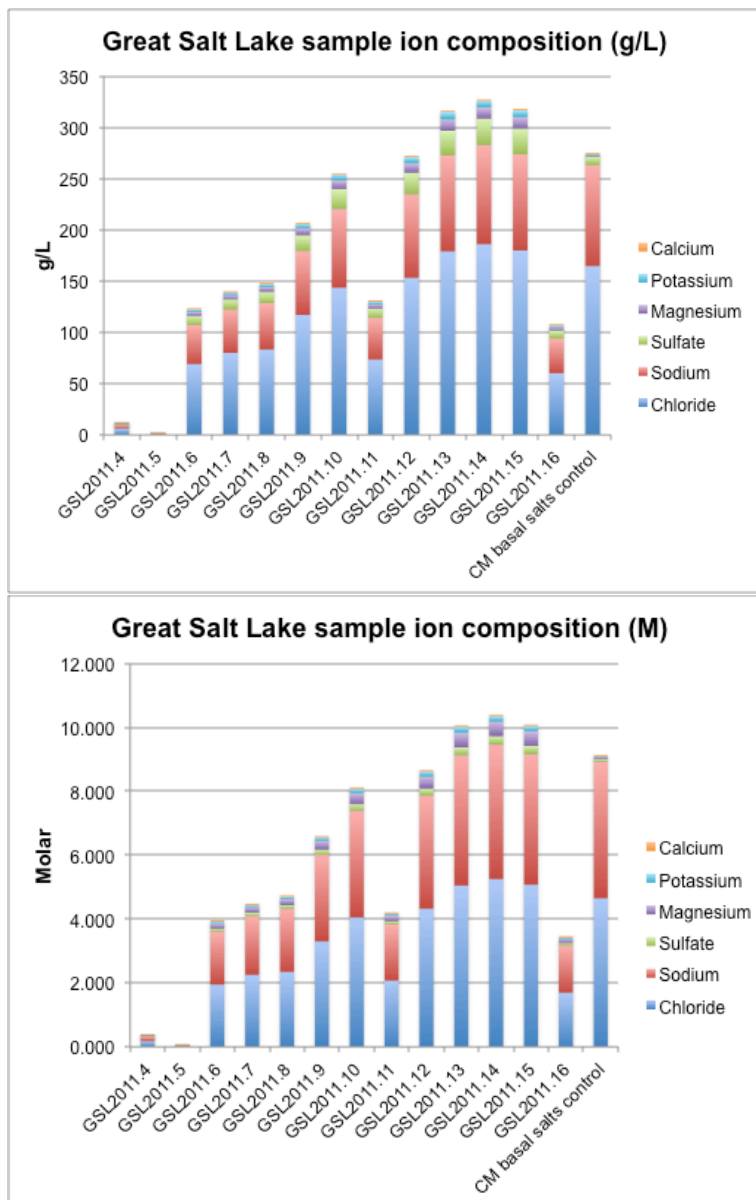 Great Salt Lake sample ion composition (g/L)
350
300
250
200
150
100
50
0
g/L
Calcium
Potassium
Magnesium
Sulfate
Sodium
Chloride
GSL2011.4
GSL2011.5
GSL2011.6
GSL2011.7
GSL2011.8
GSL2011.9
GSL2011.10
GSL2011.11
GSL2011.12
GSL2011.13
GSL2011.14
GSL2011.15
GSL2011.16
CM basal salts control
Great Salt Lake sample ion composition (M)
12.000
10.000
8.000
6.000
4.000
2.000
0.000
Molar
Calcium
Potassium
Magnesium
Sulfate
Sodium
Chloride
GSL2011.4
GSL2011.5
GSL2011.6
GSL2011.7
GSL2011.8
GSL2011.9
GSL2011.10
GSL2011.11
GSL2011.12
GSL2011.13
GSL2011.14
GSL2011.15
GSL2011.16
CM basal salts control